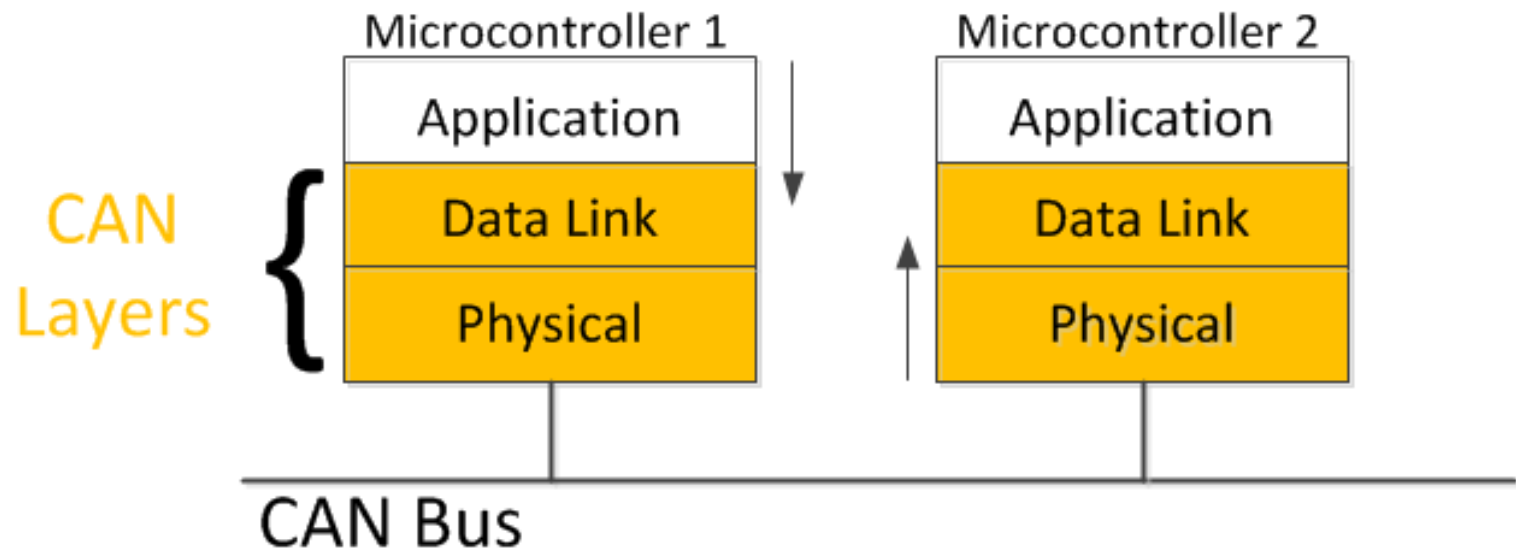 Microcontroller 1
Microcontroller 2
Application
Application
CAN
Layers
Data Link
Data Link
Physical
Physical
CAN Bus